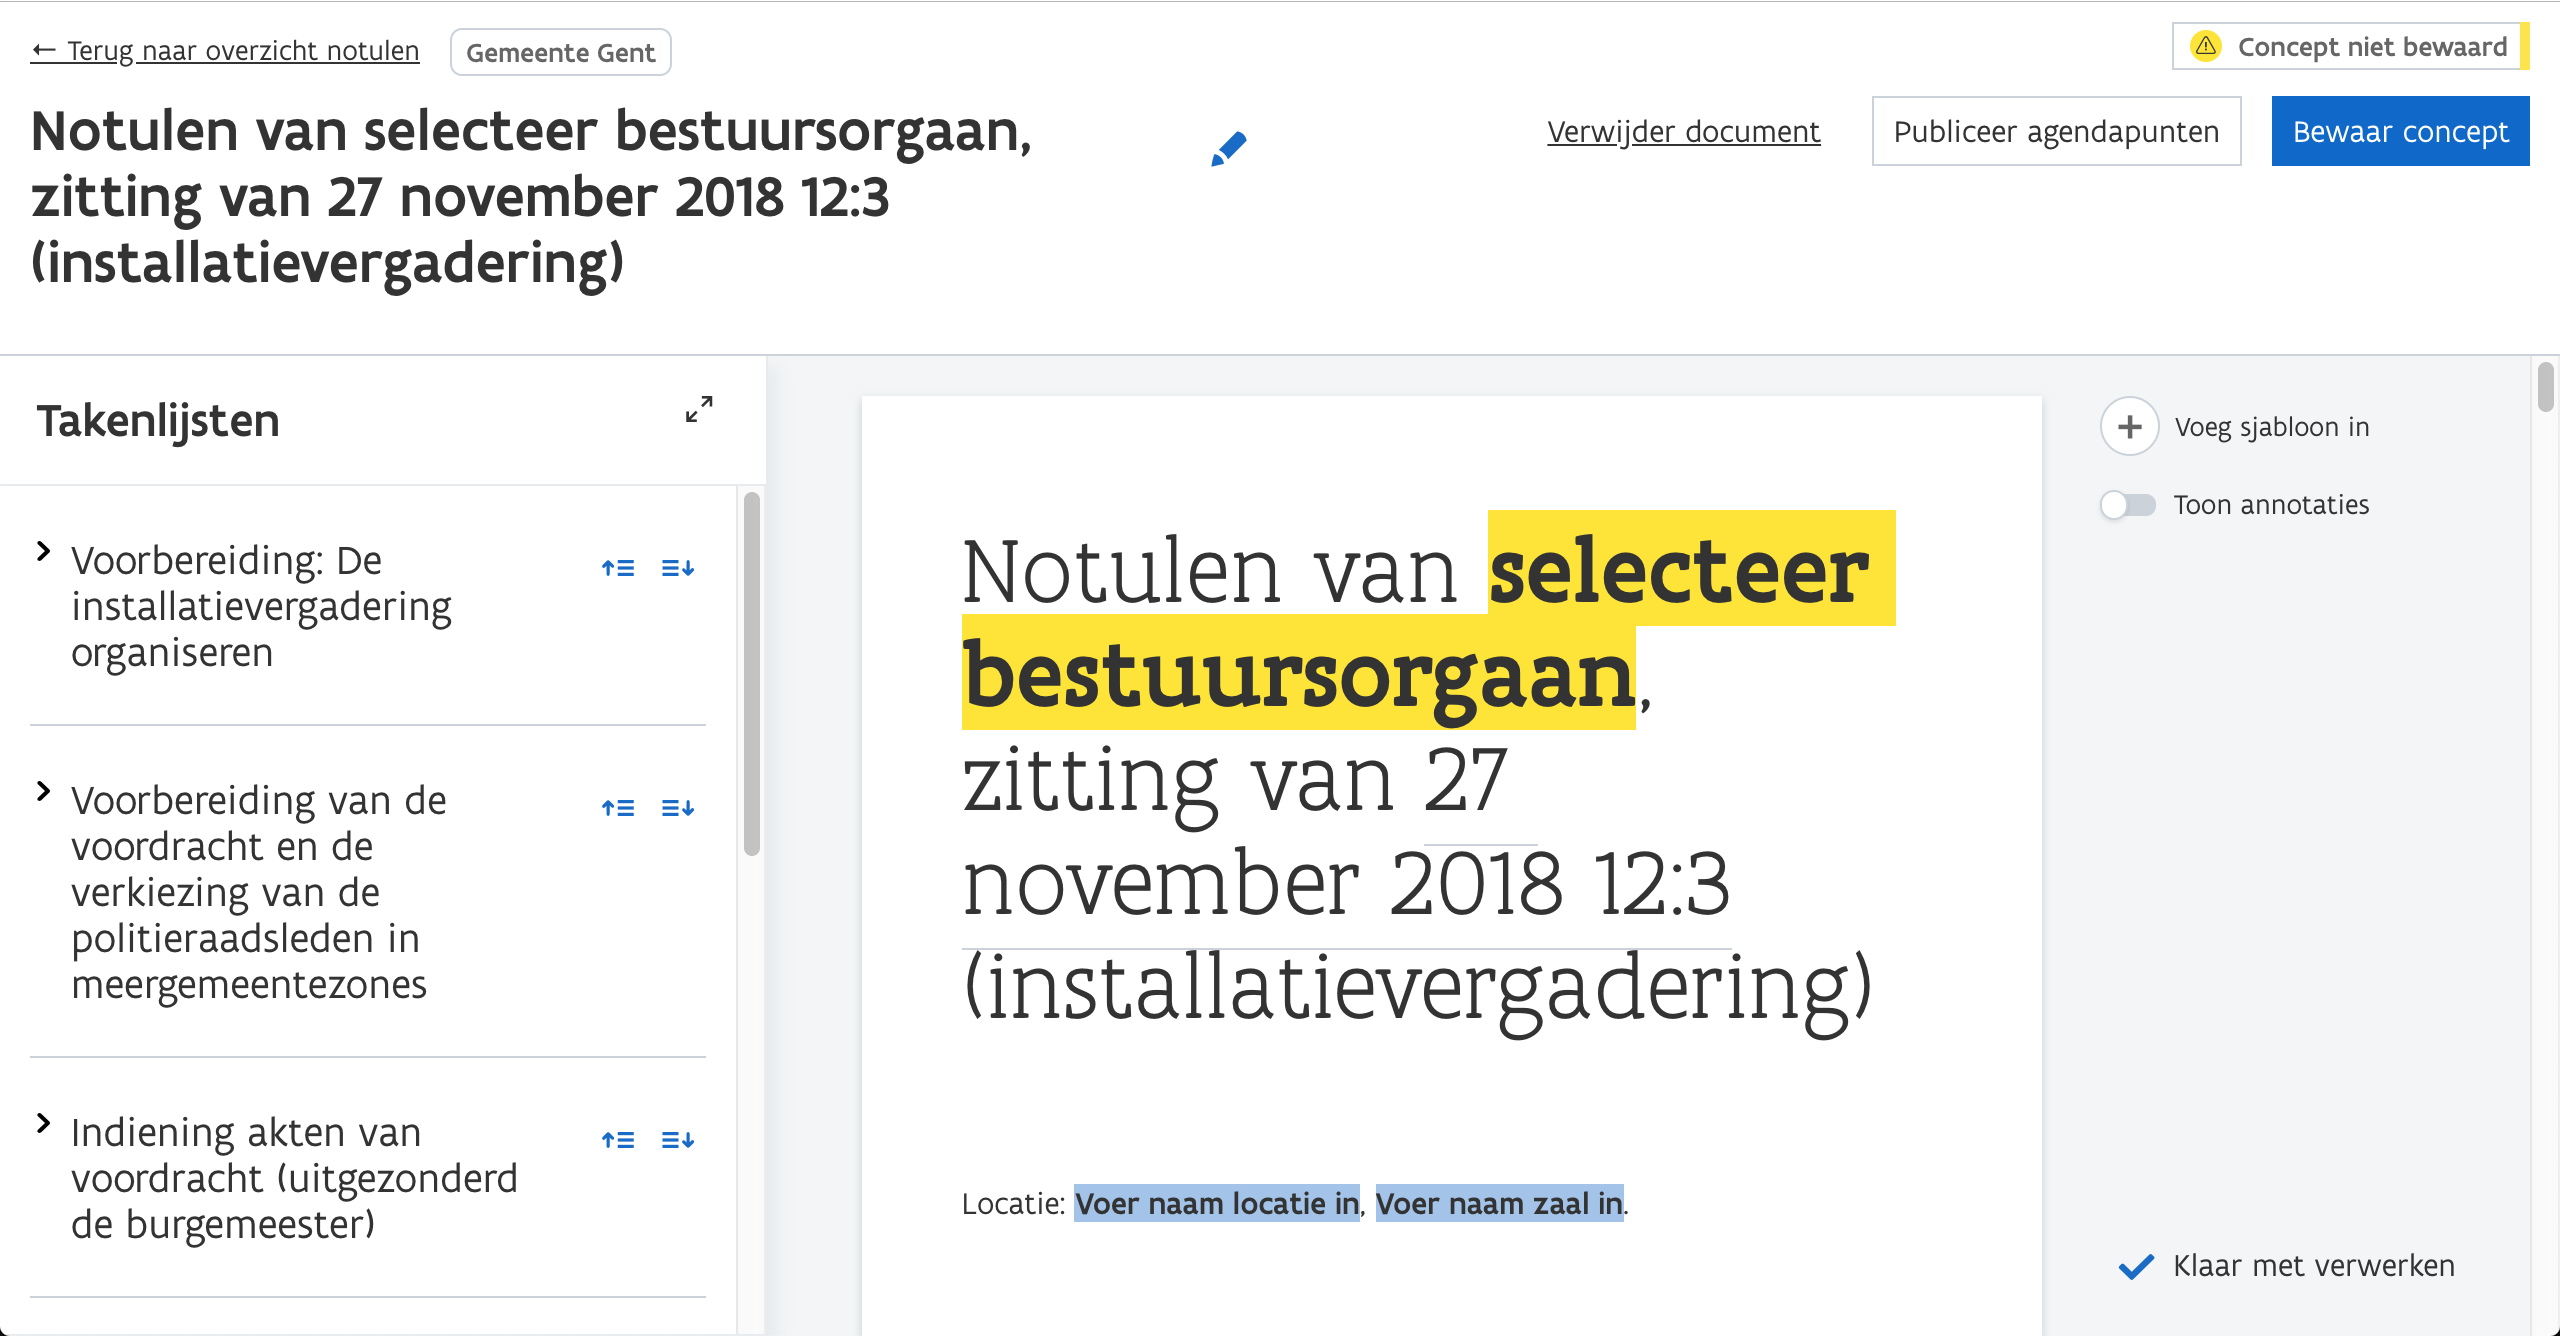 ← Terug naar overzicht notulen
Gemeente Gent
Concept niet bewaard
Notulen van selecteer bestuursorgaan,
zitting van 27 november 2018 12:3
(installatievergadering)
Verwijder document
Publiceer agendapunten
Bewaar concept
Takenlijsten
Voorbereiding: De
installatievergadering
organiseren
Voorbereiding van de
voordracht en de
verkiezing van de
politieraadsleden in
meergemeentezones
Indiening akten van
voordracht (uitgezonderd
de burgemeester)
Notulen van selecteer
bestuursorgaan,
zitting van 27
november 2018 12:3
(installatievergadering)
Locatie: Voer naam locatie in, Voer naam zaal in.
Voeg sjabloon in
Toon annotaties
Klaar met verwerken